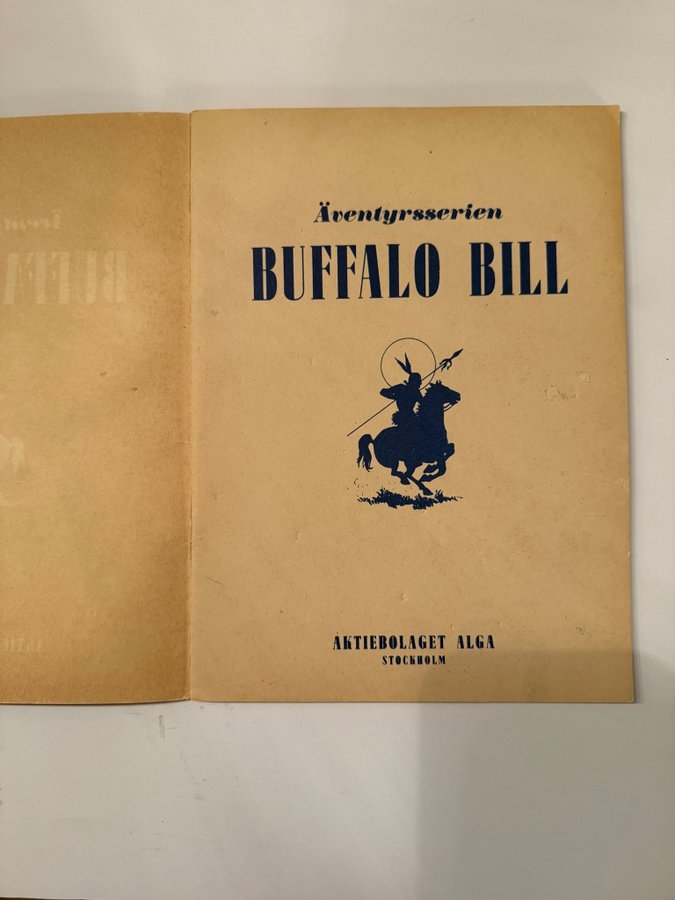 Äventyrsserien
BUFFALO BILL
AKTIEBOLAGET ALGA
STOCKHOLM